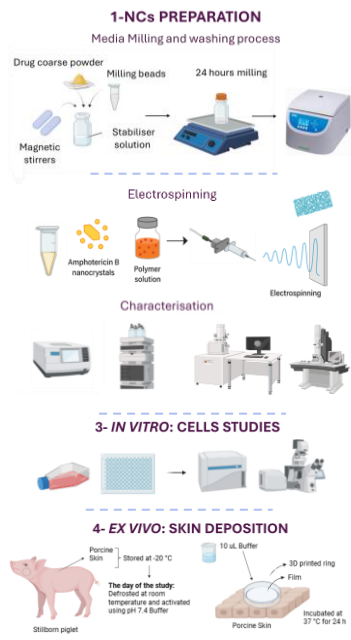 1-NCs PREPARATION
Media Milling and washing process
Drug coarse powder
Milling beads
24 hours milling
Magnetic
stirrers
Stabiliser
solution
Electrospinning
Amphotericin B
nanocrystals
Polymer
solution
Electrospinning
Characterisation
3- IN VITRO: CELLS STUDIES
4- EX VIVO: SKIN DEPOSITION
Porcine
Skin
Stored at -20 °C
The day of the study:
Defrosted at room
temperature and activated
using pH 7.4 Buffer
Stillborn piglet
10 uL Buffer
3D printed ring
Film
Porcine Skin
Incubated at
37 °C for 24 h